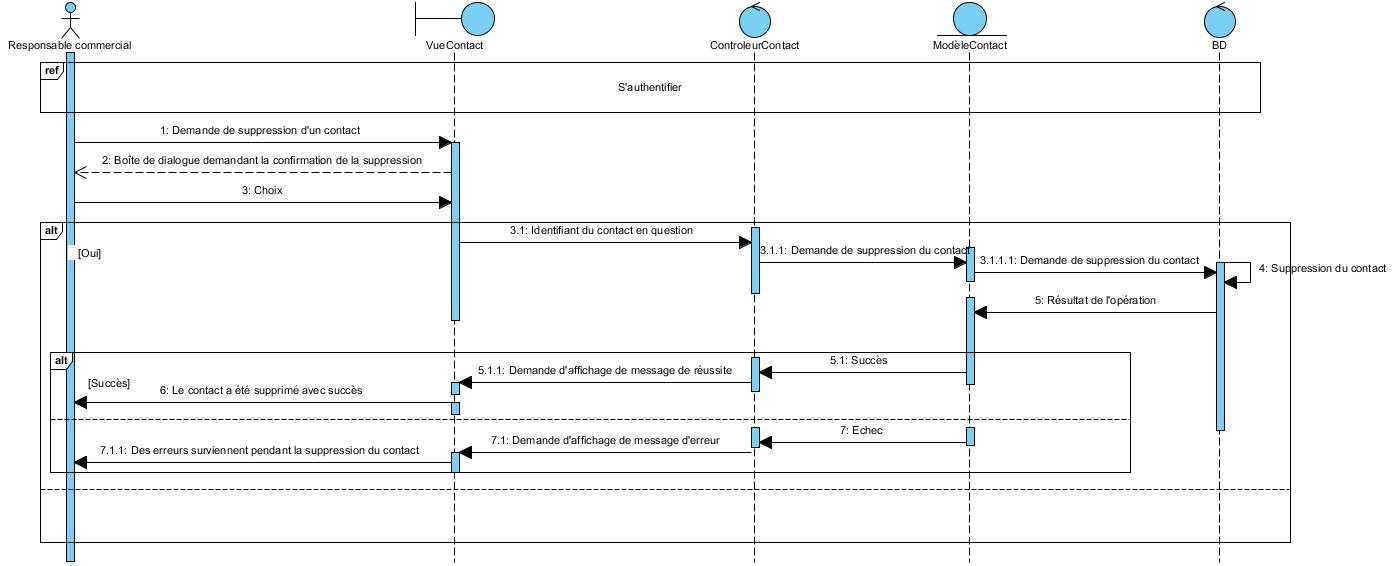 Responsable commercial
VueContact
ControleurContact
ModèleContact
BD
ref
S'authentifier
1: Demande de suppression d'un contact
2: Boîte de dialogue demandant la confirmation de la suppression
3: Choix
alt
[Oui]
3.1: Identifiant du contact en question
3.1.1: Demande de suppression du contact
3.1.1.1: Demande de suppression du contact
4: Suppression du contact
5: Résultat de l'opération
alt
[Succès]
5.1: Succès
5.1.1: Demande d'affichage de message de réussite
6: Le contact a été supprimé avec succès
7: Echec
7.1: Demande d'affichage de message d'erreur
7.1.1: Des erreurs surviennent pendant la suppression du contact